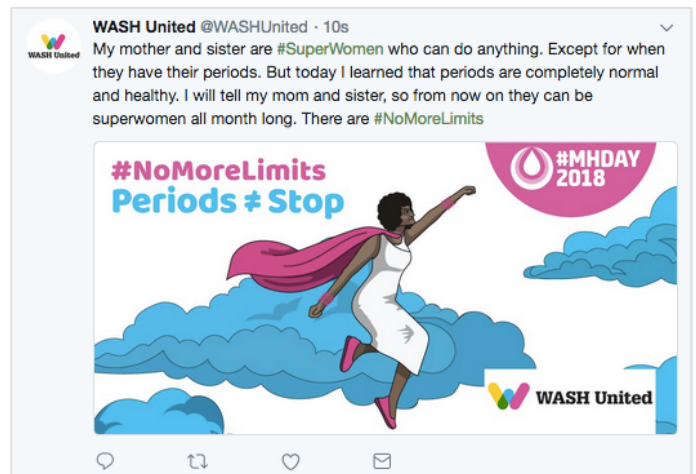 WASH United @WASHUnited · 10s
My mother and sister are #SuperWomen who can do anything. Except for when
they have their periods. But today I learned that periods are completely normal
and healthy. I will tell my mom and sister, so from now on they can be
superwomen all month long. There are #NoMoreLimits
WASH United
#NoMoreLimits
Periods ≠ Stop
#MHDAY
2018
WASH United